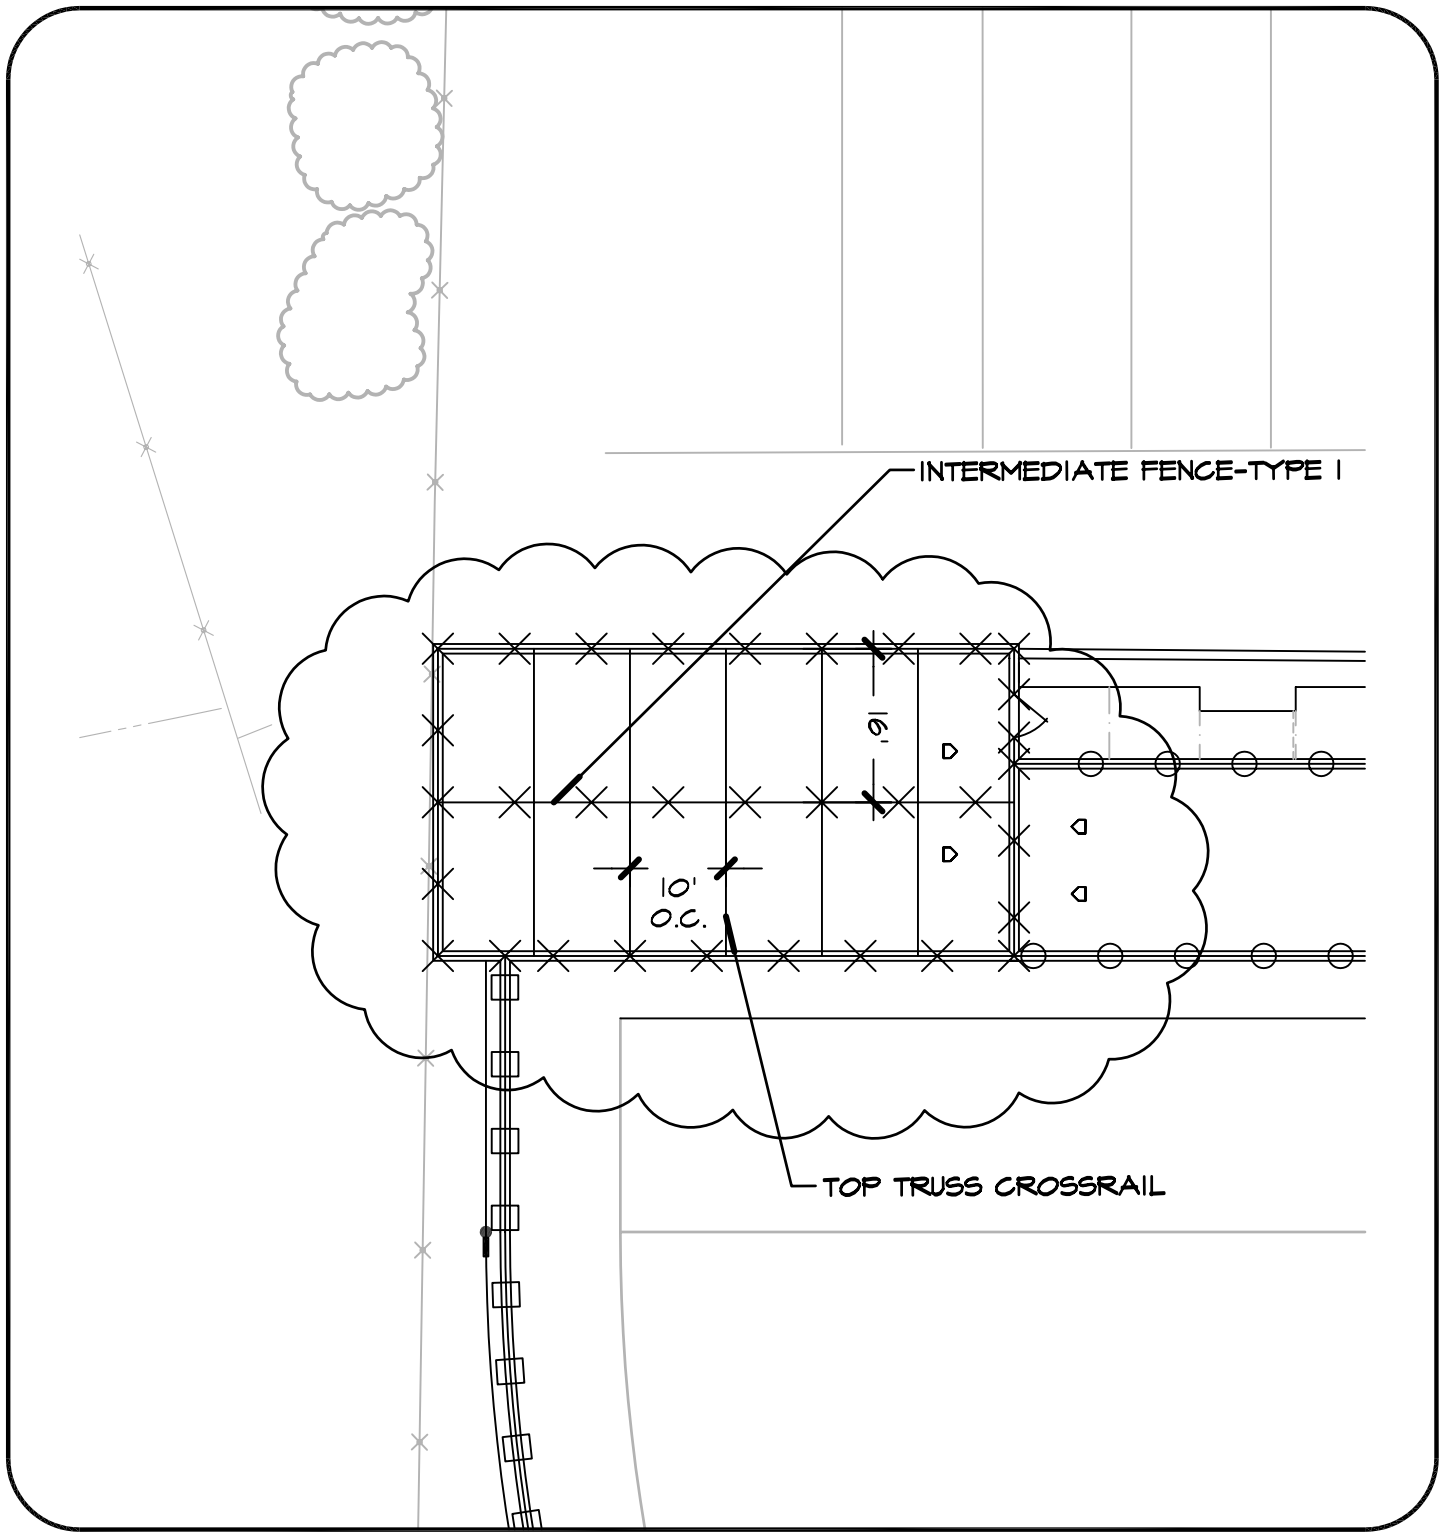 INTERMEDIATE FENCE-TYPE 1
16'
10'
O.C.
TOP TRUSS CROSSRAIL